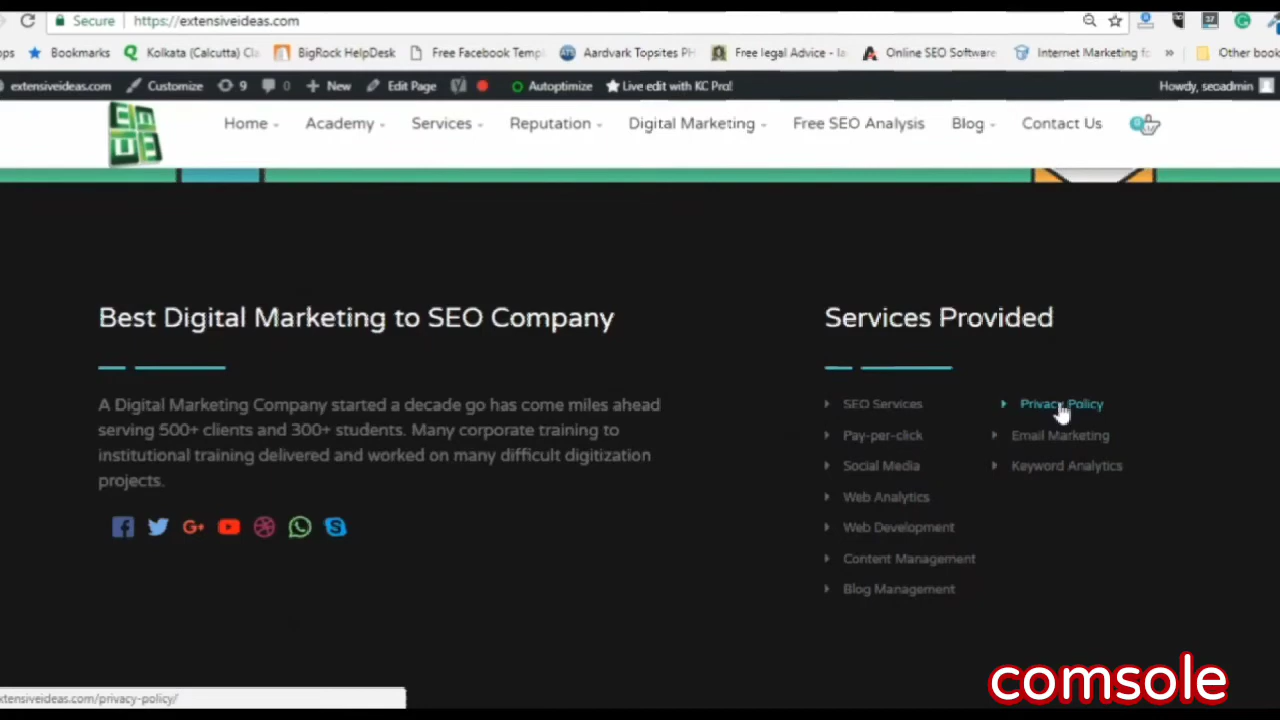 Secure https://extensiveideas.com
Bookmarks Kolkata (Calcutta) BigRock HelpDesk Free Facebook Temp Aardvark Topsites PH Free legal Advice - la Online SEO Software Internet Marketing fo » Other book
extensiveideas.com Customize 9 0 New Edit Page Autoptimize Live edit with KC Pro! Howdy, seoadmin
Home Academy Services Reputation Digital Marketing Free SEO Analysis Blog Contact Us
Best Digital Marketing to SEO Company
A Digital Marketing Company started a decade go has come miles ahead
serving 500+ clients and 300+ students. Many corporate training to
institutional training delivered and worked on many difficult digitization
projects.
Services Provided
SEO Services
Pay-per-click
Social Media
Web Analytics
Web Development
Content Management
Blog Management
Privacy Policy
Email Marketing
Keyword Analytics
xtensiveideas.com/privacy-policy/
comsole